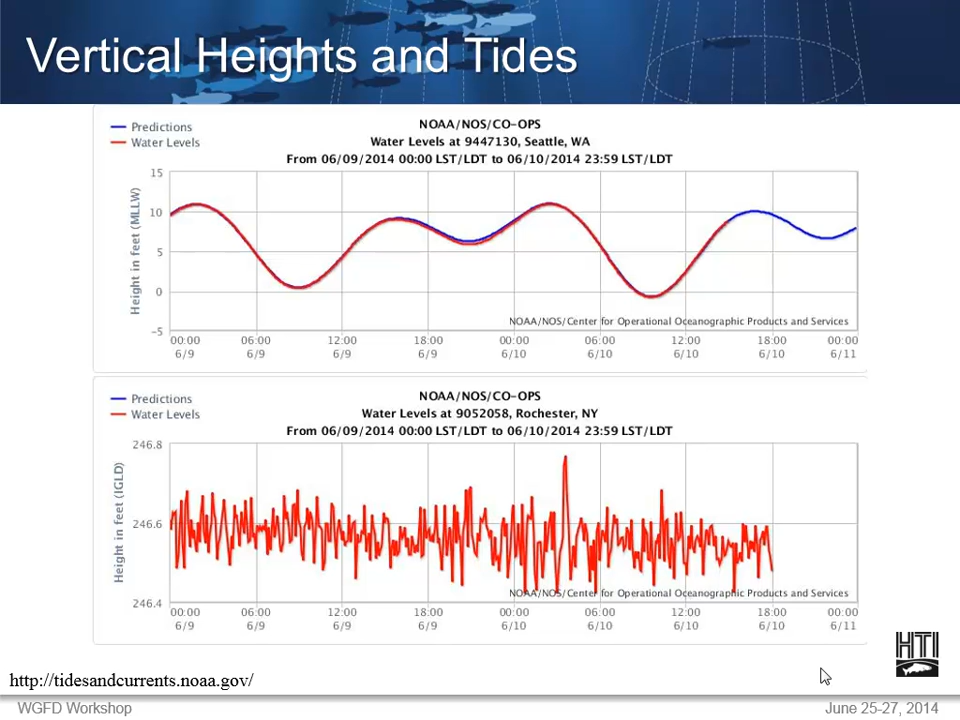 Vertical Heights and Tides
Predictions
Water Levels
NOAA/NOS/CO-OPS
Water Levels at 9447130, Seattle, WA
From 06/09/2014 00:00 LST/LDT to 06/10/2014 23:59 LST/LDT
Height in feet (MLLW)
15
10
5
0
-5
NOAA/NOS/Center for Operational Oceanographic Products and Services
00:00 06:00 12:00 18:00 00:00 06:00 12:00 18:00 00:00
6/9 6/9 6/9 6/9 6/10 6/10 6/10 6/10 6/11
Predictions
Water Levels
NOAA/NOS/CO-OPS
Water Levels at 9052058, Rochester, NY
From 06/09/2014 00:00 LST/LDT to 06/10/2014 23:59 LST/LDT
Height in feet (IGLD)
246.8
246.6
246.4
NOAA/NOS/Center for Operational Oceanographic Products and Services
00:00 06:00 12:00 18:00 00:00 06:00 12:00 18:00 00:00
6/9 6/9 6/9 6/9 6/10 6/10 6/10 6/10 6/11
HTI
http://tidesandcurrents.noaa.gov/
WGFD Workshop
June 25-27, 2014